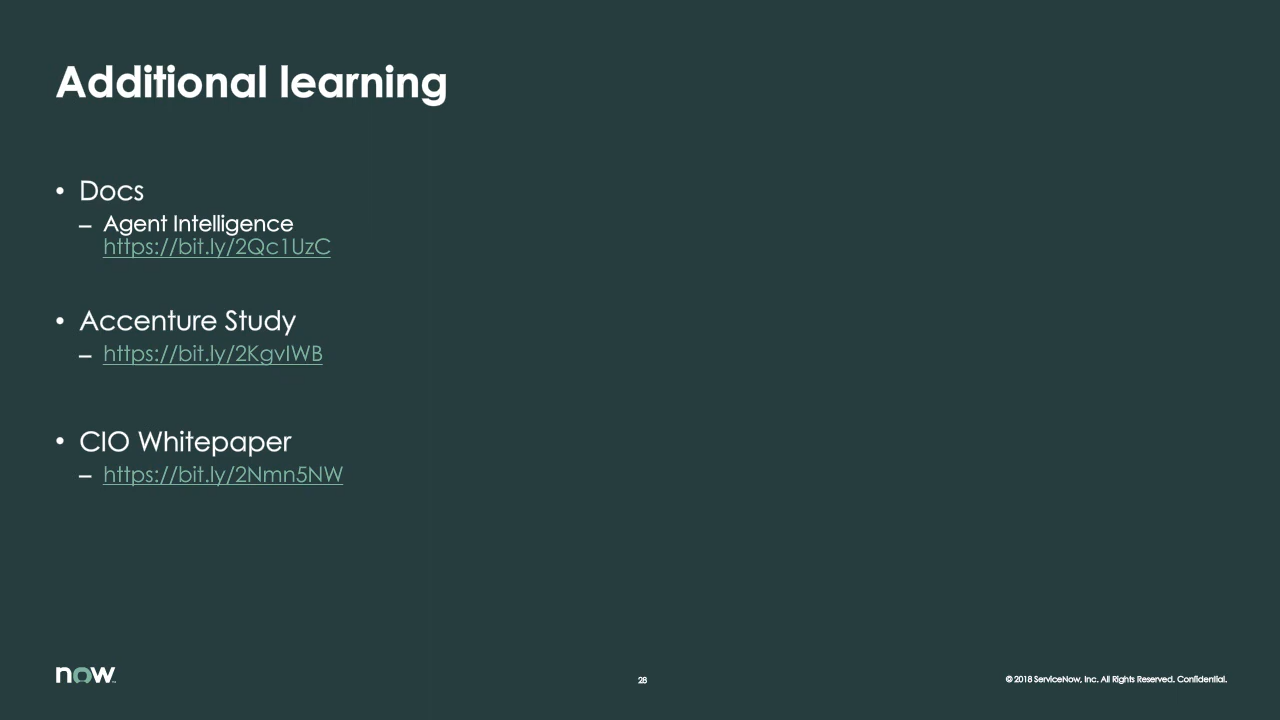 Additional learning
• Docs
– Agent Intelligence
https://bit.ly/2Qc1UzC
• Accenture Study
– https://bit.ly/2KgvIWB
• CIO Whitepaper
– https://bit.ly/2Nmn5NW
now
28
© 2018 ServiceNow, Inc. All Rights Reserved. Confidential.